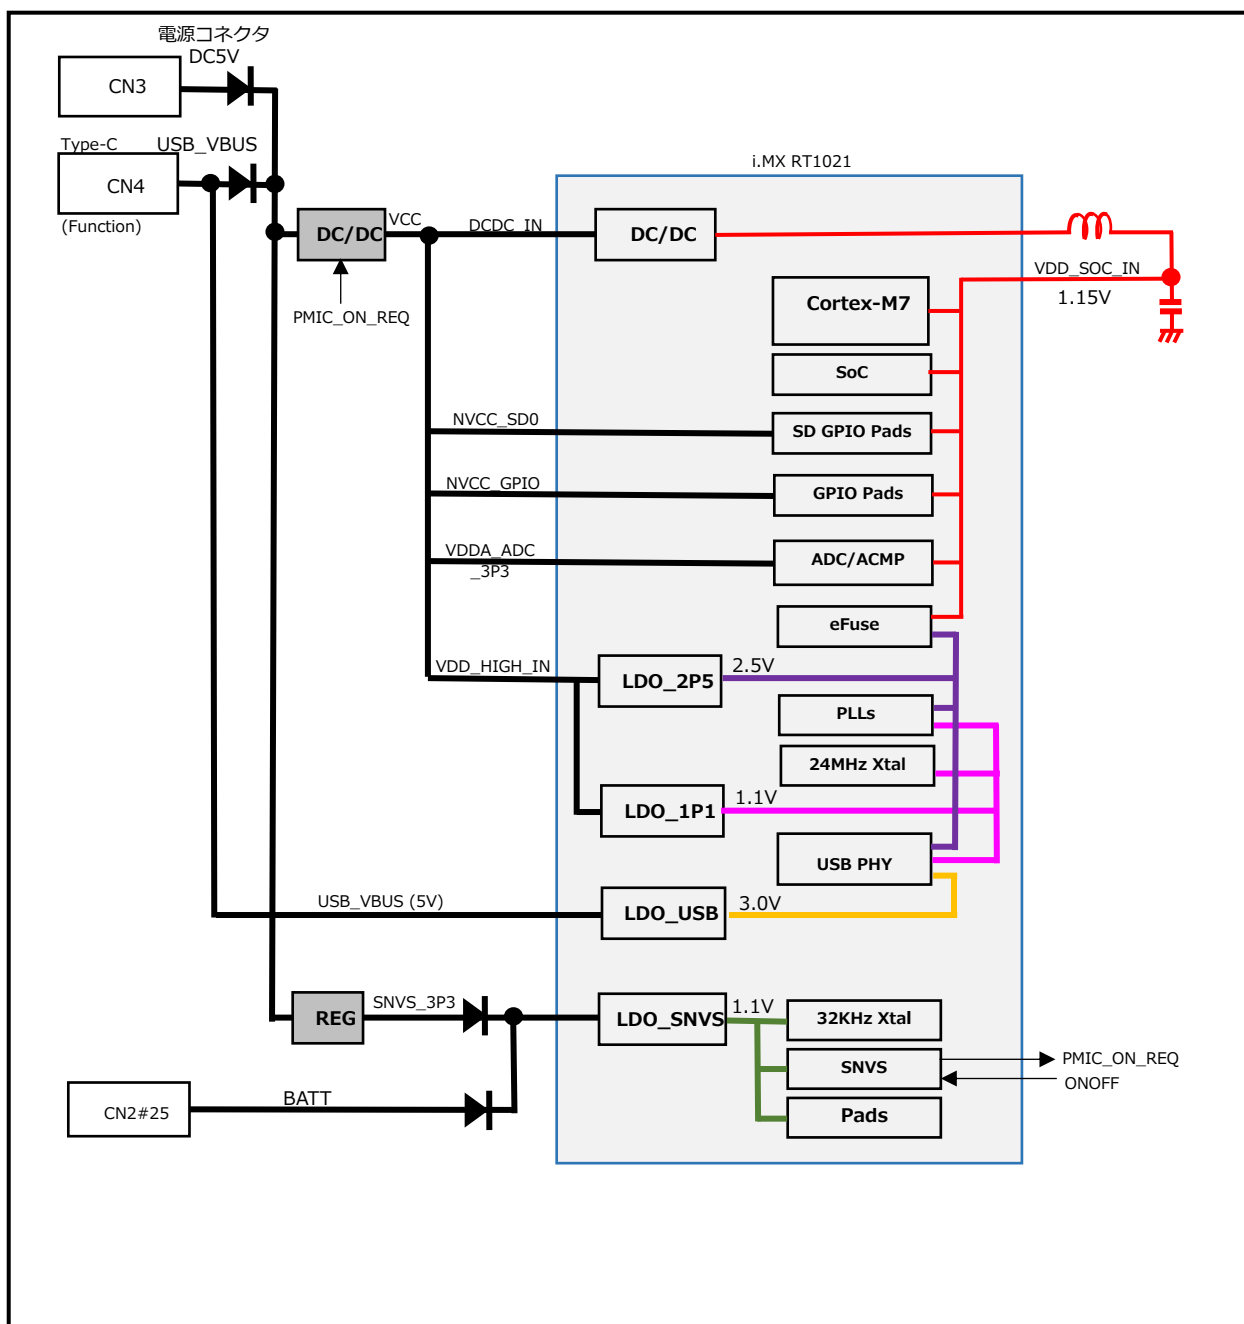 電源コネクタ
DC5V
CN3
Type-C
USB_VBUS
CN4
(Function)
i.MX RT1021
DC/DC
VCC
DCDC_IN
DC/DC
PMIC_ON_REQ
VDD_SOC_IN
1.15V
Cortex-M7
SoC
NVCC_SD0
SD GPIO Pads
NVCC_GPIO
GPIO Pads
VDDA_ADC
_3P3
ADC/ACMP
eFuse
VDD_HIGH_IN
LDO_2P5
2.5V
PLLs
24MHz Xtal
LDO_1P1
1.1V
USB PHY
USB_VBUS (5V)
LDO_USB
3.0V
REG
SNVS_3P3
LDO_SNVS
1.1V
32KHz Xtal
SNVS
PMIC_ON_REQ
ONOFF
CN2#25
BATT
Pads